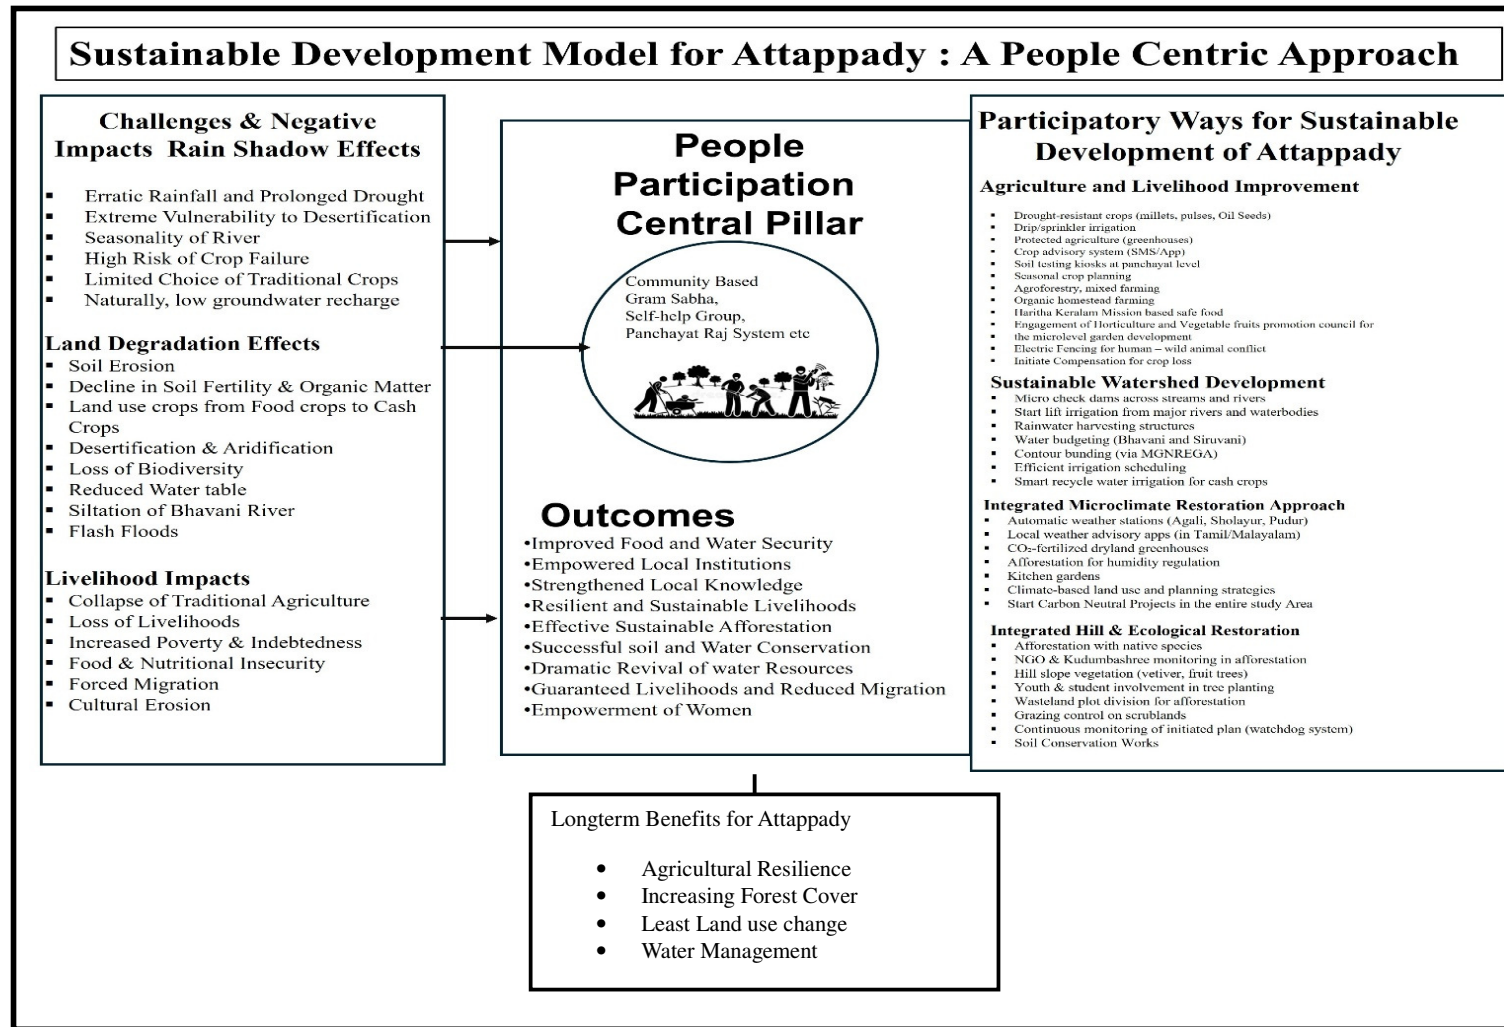 Sustainable Development Model for Attappady : A People Centric Approach
Challenges & Negative
Impacts Rain Shadow Effects
▪ Erratic Rainfall and Prolonged Drought
▪ Extreme Vulnerability to Desertification
▪ Seasonality of River
▪ High Risk of Crop Failure
▪ Limited Choice of Traditional Crops
▪ Naturally, low groundwater recharge
Land Degradation Effects
▪ Soil Erosion
▪ Decline in Soil Fertility & Organic Matter
▪ Land use crops from Food crops to Cash
Crops
▪ Desertification & Aridification
▪ Loss of Biodiversity
▪ Reduced Water table
▪ Siltation of Bhavani River
▪ Flash Floods
Livelihood Impacts
▪ Collapse of Traditional Agriculture
▪ Loss of Livelihoods
▪ Increased Poverty & Indebtedness
▪ Food & Nutritional Insecurity
▪ Forced Migration
▪ Cultural Erosion
People
Participation
Central Pillar
Community Based
Gram Sabha,
Self-help Group,
Panchayat Raj System etc
Outcomes
•Improved Food and Water Security
•Empowered Local Institutions
•Strengthened Local Knowledge
•Resilient and Sustainable Livelihoods
•Effective Sustainable Afforestation
•Successful soil and Water Conservation
•Dramatic Revival of water Resources
•Guaranteed Livelihoods and Reduced Migration
•Empowerment of Women
Participatory Ways for Sustainable
Development of Attappady
Agriculture and Livelihood Improvement
▪ Drought-resistant crops (millets, pulses, Oil Seeds)
▪ Drip/sprinkler irrigation
▪ Protected agriculture (greenhouses)
▪ Crop advisory system (SMS/App)
▪ Soil testing kiosks at panchayat level
▪ Seasonal crop planning
▪ Agroforestry, mixed farming
▪ Organic homestead farming
▪ Haritha Keralam Mission based safe food
▪ Engagement of Horticulture and Vegetable fruits promotion council for
▪ the microlevel garden development
▪ Electric Fencing for human – wild animal conflict
▪ Initiate Compensation for crop loss
Sustainable Watershed Development
▪ Micro check dams across streams and rivers
▪ Start lift irrigation from major rivers and waterbodies
▪ Rainwater harvesting structures
▪ Water budgeting (Bhavani and Siruvani)
▪ Contour bunding (via MGNREGA)
▪ Efficient irrigation scheduling
▪ Smart recycle water irrigation for cash crops
Integrated Microclimate Restoration Approach
▪ Automatic weather stations (Agali, Sholayur, Pudur)
▪ Local weather advisory apps (in Tamil/Malayalam)
▪ CO₂-fertilized dryland greenhouses
▪ Afforestation for humidity regulation
▪ Kitchen gardens
▪ Climate-based land use and planning strategies
▪ Start Carbon Neutral Projects in the entire study Area
Integrated Hill & Ecological Restoration
▪ Afforestation with native species
▪ NGO & Kudumbashree monitoring in afforestation
▪ Hill slope vegetation (vetiver, fruit trees)
▪ Youth & student involvement in tree planting
▪ Wasteland plot division for afforestation
▪ Grazing control on scrublands
▪ Continuous monitoring of initiated plan (watchdog system)
▪ Soil Conservation Works
Longterm Benefits for Attappady
• Agricultural Resilience
• Increasing Forest Cover
• Least Land use change
• Water Management